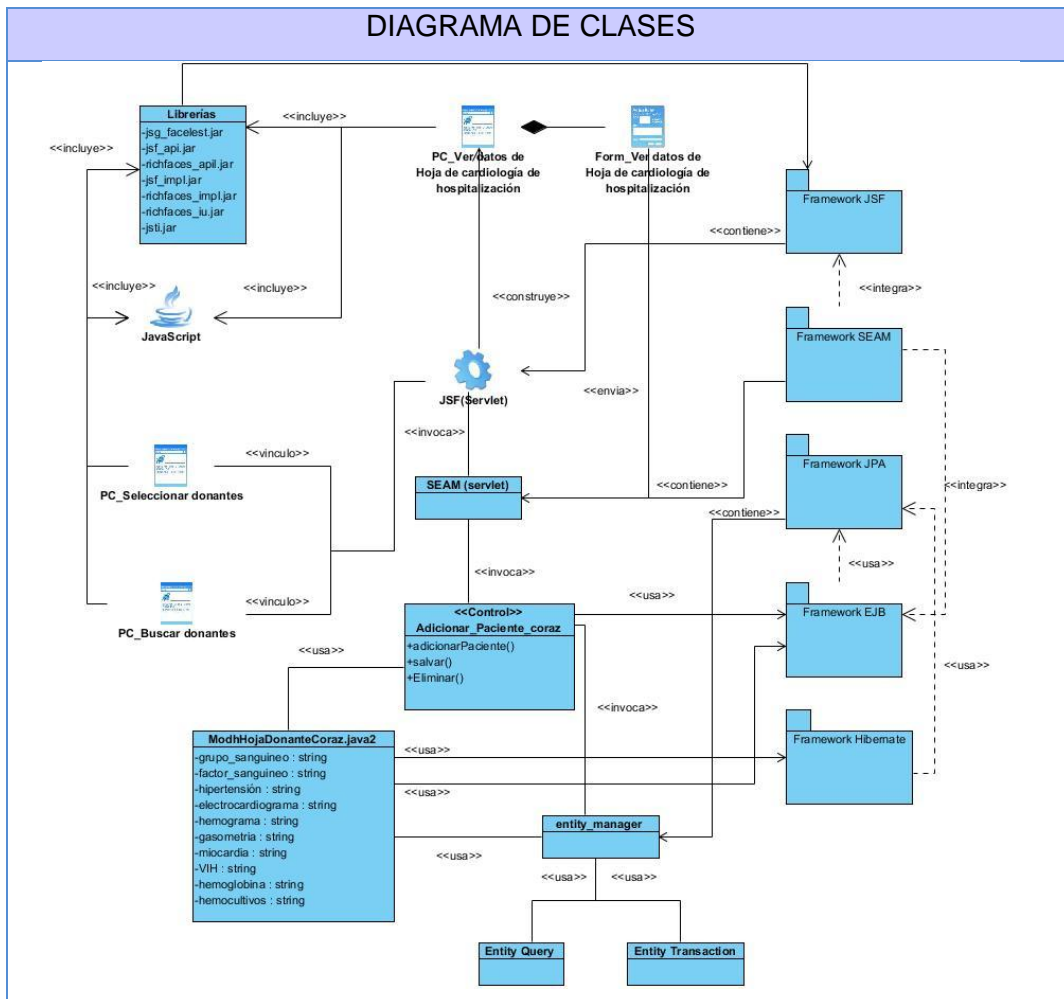 DIAGRAMA DE CLASES
Librerías
-jsg_facelest.jar
-jsf_api.jar
-richfaces_apil.jar
-jsf_impl.jar
-richfaces_impl.jar
-richfaces_iu.jar
-jsti.jar
<<incluye>>
<<incluye>>
PC_Ver/datos de
Hoja de cardiología de
hospitalización
Form_Ver datos de
Hoja de cardiología de
hospitalización
Framework JSF
<<contiene>>
<<incluye>>
<<incluye>>
JavaScript
<<construye>>
<<integra>>
Framework SEAM
JSF(Servlet)
<<envia>>
<<invoca>>
<<vinculo>>
PC_Seleccionar donantes
SEAM (servlet)
<<contiene>>
Framework JPA
<<integra>>
<<contiene>>
<<invoca>>
<<usa>>
<<vinculo>>
PC_Buscar donantes
<<Control>>
Adicionar_Paciente_coraz
+adicionarPaciente()
+salvar()
+Eliminar()
<<usa>>
Framework EJB
<<usa>>
<<usa>>
<<invoca>>
ModhHojaDonanteCoraz.java2
-grupo_sanguineo : string
-factor_sanguineo : string
-hipertensión : string
-electrocardiograma : string
-hemograma : string
-gasometria : string
-miocardia : string
-VIH : string
-hemoglobina : string
-hemocultivos : string
<<usa>>
Framework Hibernate
<<usa>>
entity_manager
<<usa>>
<<usa>>
<<usa>>
Entity Query
Entity Transaction